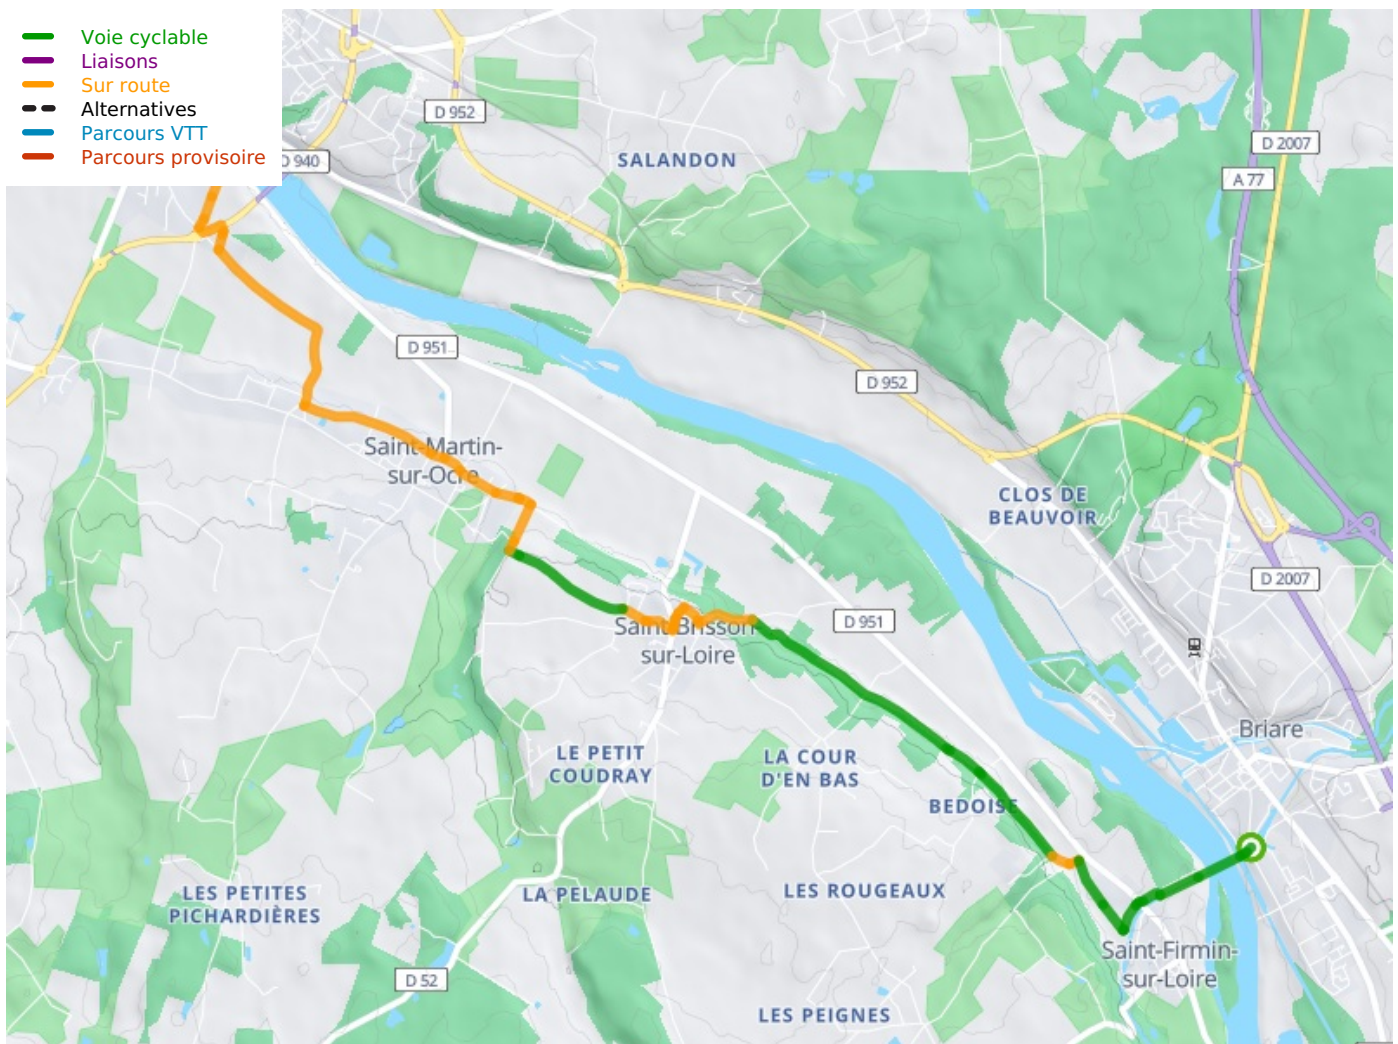 Voie cyclable
Liaisons
Sur route
Alternatives
Parcours VTT
Parcours provisoire
D 952
D 940
SALANDON
D 2007
A 77
D 951
D 952
Saint-Martin-
sur-Ocre
CLOS DE
BEAUVOIR
D 2007
D 951
Saint-Brisson-
sur-Loire
Briare
LE PETIT
COUDRAY
LA COUR
D'EN BAS
BEDOISE
LES PETITES
PICHARDIÈRES
LA PELAUDE
LES ROUGEAUX
Saint-Firmin-
sur-Loire
D 52
LES PEIGNES